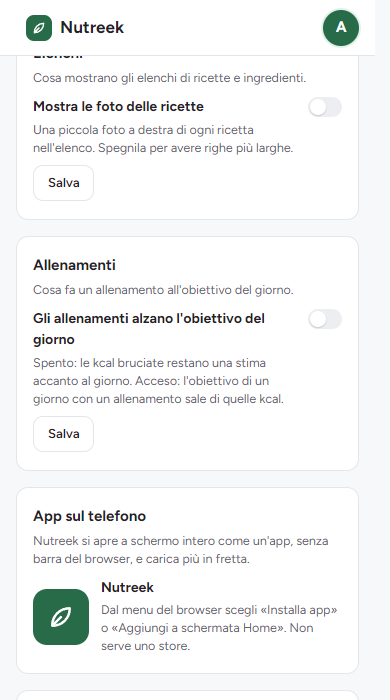 Nutreek
A
Elenchi
Cosa mostrano gli elenchi di ricette e ingredienti.
Mostra le foto delle ricette
Una piccola foto a destra di ogni ricetta
nell'elenco. Spegnila per avere righe più larghe.
Salva
Allenamenti
Cosa fa un allenamento all'obiettivo del giorno.
Gli allenamenti alzano l'obiettivo del
giorno
Spento: le kcal bruciate restano una stima
accanto al giorno. Acceso: l'obiettivo di un
giorno con un allenamento sale di quelle kcal.
Salva
App sul telefono
Nutreek si apre a schermo intero come un'app, senza
barra del browser, e carica più in fretta.
Nutreek
Dal menu del browser scegli «Installa app»
o «Aggiungi a schermata Home». Non
serve uno store.